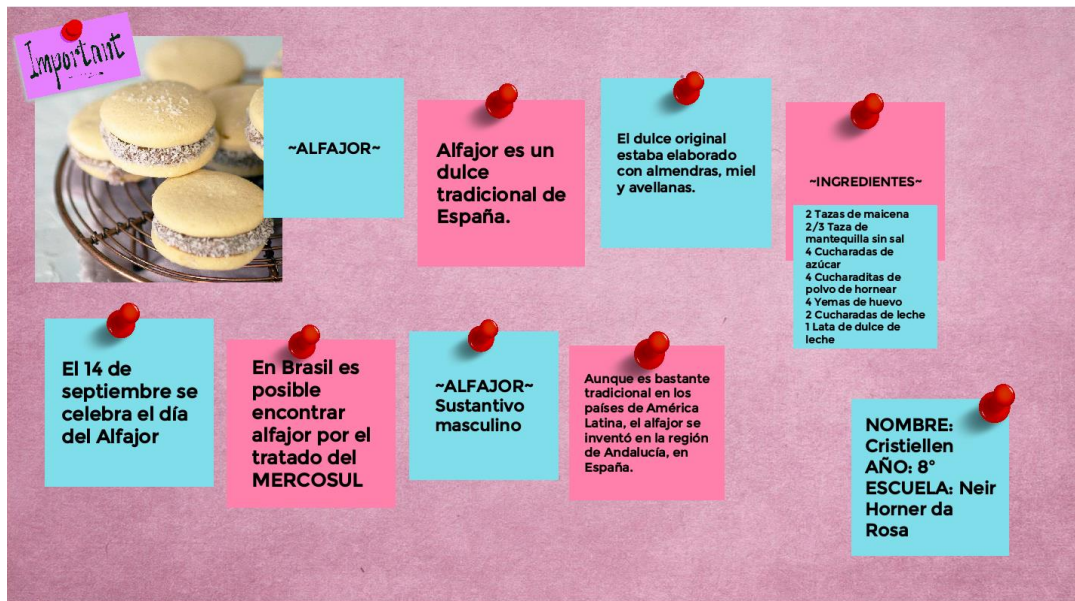 Important
~ALFAJOR~
Alfajor es un
dulce
tradicional de
España.
El dulce original
estaba elaborado
con almendras, miel
y avellanas.
~INGREDIENTES~
2 Tazas de maicena
2/3 Taza de
mantequilla sin sal
4 Cucharadas de
azúcar
4 Cucharaditas de
polvo de hornear
4 Yemas de huevo
2 Cucharadas de leche
1 Lata de dulce de
leche
El 14 de
septiembre se
celebra el día
del Alfajor
En Brasil es
posible
encontrar
alfajor por el
tratado del
MERCOSUL
~ALFAJOR~
Sustantivo
masculino
Aunque es bastante
tradicional en los
países de América
Latina, el alfajor se
inventó en la región
de Andalucía, en
España.
NOMBRE:
Cristiellen
AÑO: 8°
ESCUELA: Neir
Horner da
Rosa